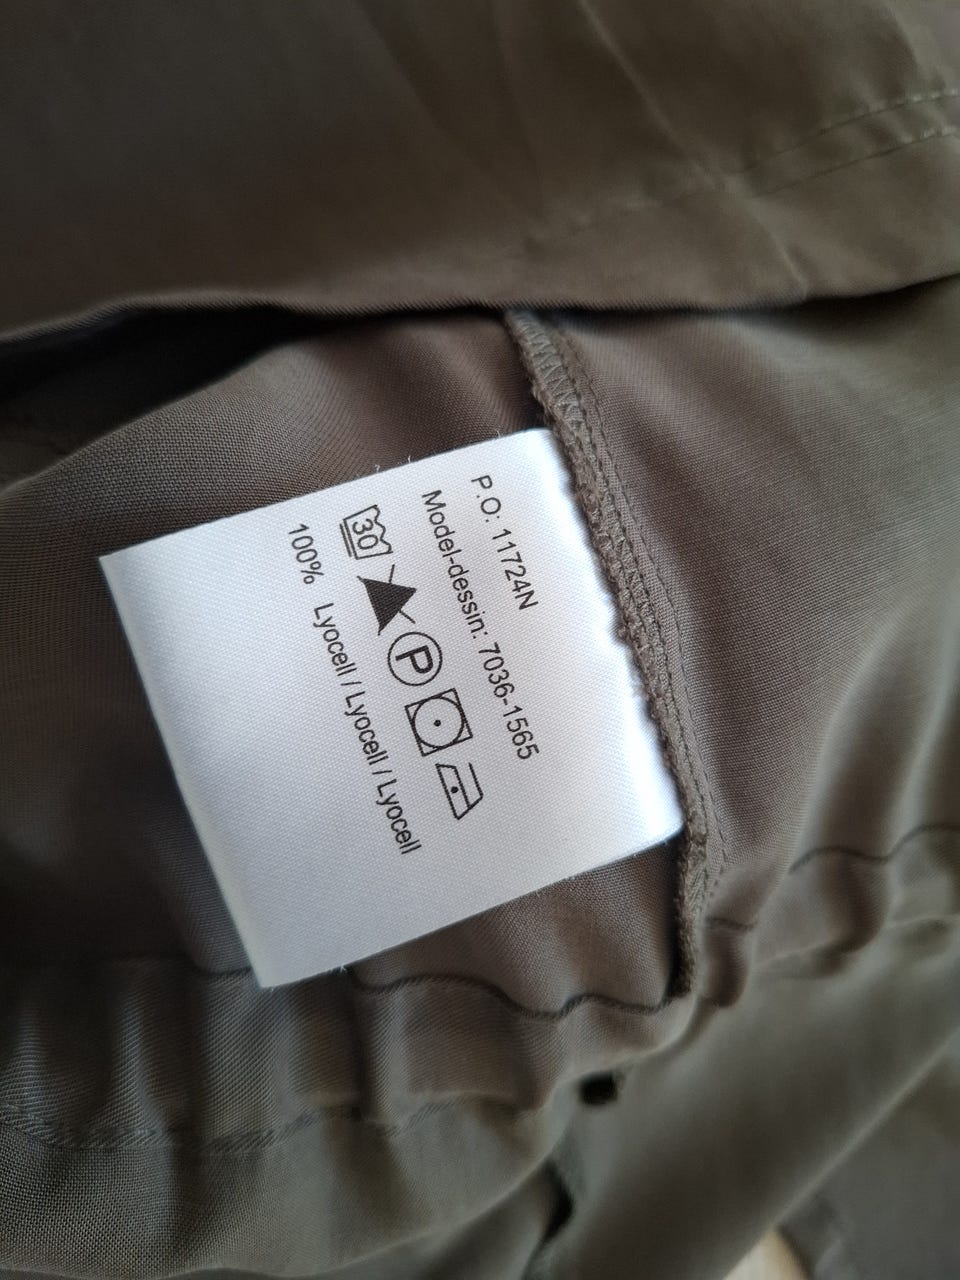 P.O: 11724N
Model-dessin: 7036-1565
30 P
100% Lyocell / Lyocell / Lyocell